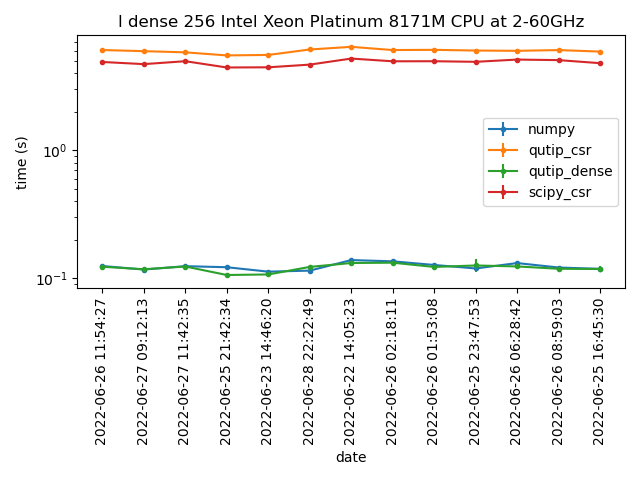 l dense 256 Intel Xeon Platinum 8171M CPU at 2-60GHz
time (s)
10⁰
10⁻¹
numpy
qutip_csr
qutip_dense
scipy_csr
2022-06-26 11:54:27
2022-06-27 09:12:13
2022-06-27 11:42:35
2022-06-25 21:42:34
2022-06-23 14:46:20
2022-06-28 22:22:49
2022-06-22 14:05:23
2022-06-26 02:18:11
2022-06-26 01:53:08
2022-06-25 23:47:53
2022-06-26 06:28:42
2022-06-26 08:59:03
2022-06-25 16:45:30
date